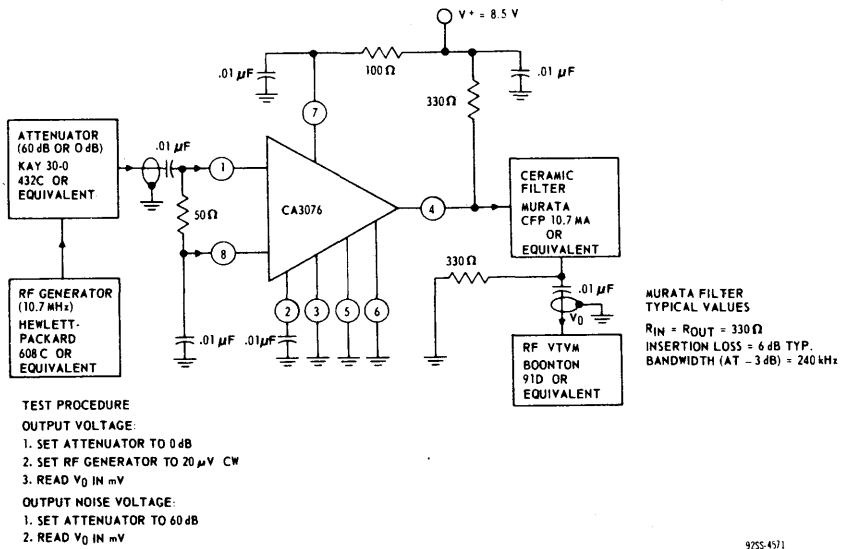 V+ = 8.5 V
.01 µF
100Ω
.01 µF
330Ω
7
ATTENUATOR
(60 dB OR 0 dB)
KAY 30-0
432C OR
EQUIVALENT
.01 µF
1
50Ω
CA3076
4
CERAMIC
FILTER
MURATA
CFP 10.7 MA
OR
EQUIVALENT
8
330Ω
RF GENERATOR
(10.7 MHz)
HEWLETT-
PACKARD
608 C OR
EQUIVALENT
.01 µF
.01 µF
2
3
5
6
.01 µF
V0
RF VTVM
BOONTON
91D OR
EQUIVALENT
MURATA FILTER
TYPICAL VALUES
RIN = ROUT = 330Ω
INSERTION LOSS = 6 dB TYP.
BANDWIDTH (AT -3 dB) = 240 kHz
TEST PROCEDURE
OUTPUT VOLTAGE:
1. SET ATTENUATOR TO 0 dB
2. SET RF GENERATOR TO 20 µV CW
3. READ V0 IN mV
OUTPUT NOISE VOLTAGE:
1. SET ATTENUATOR TO 60 dB
2. READ V0 IN mV
92SS-4571